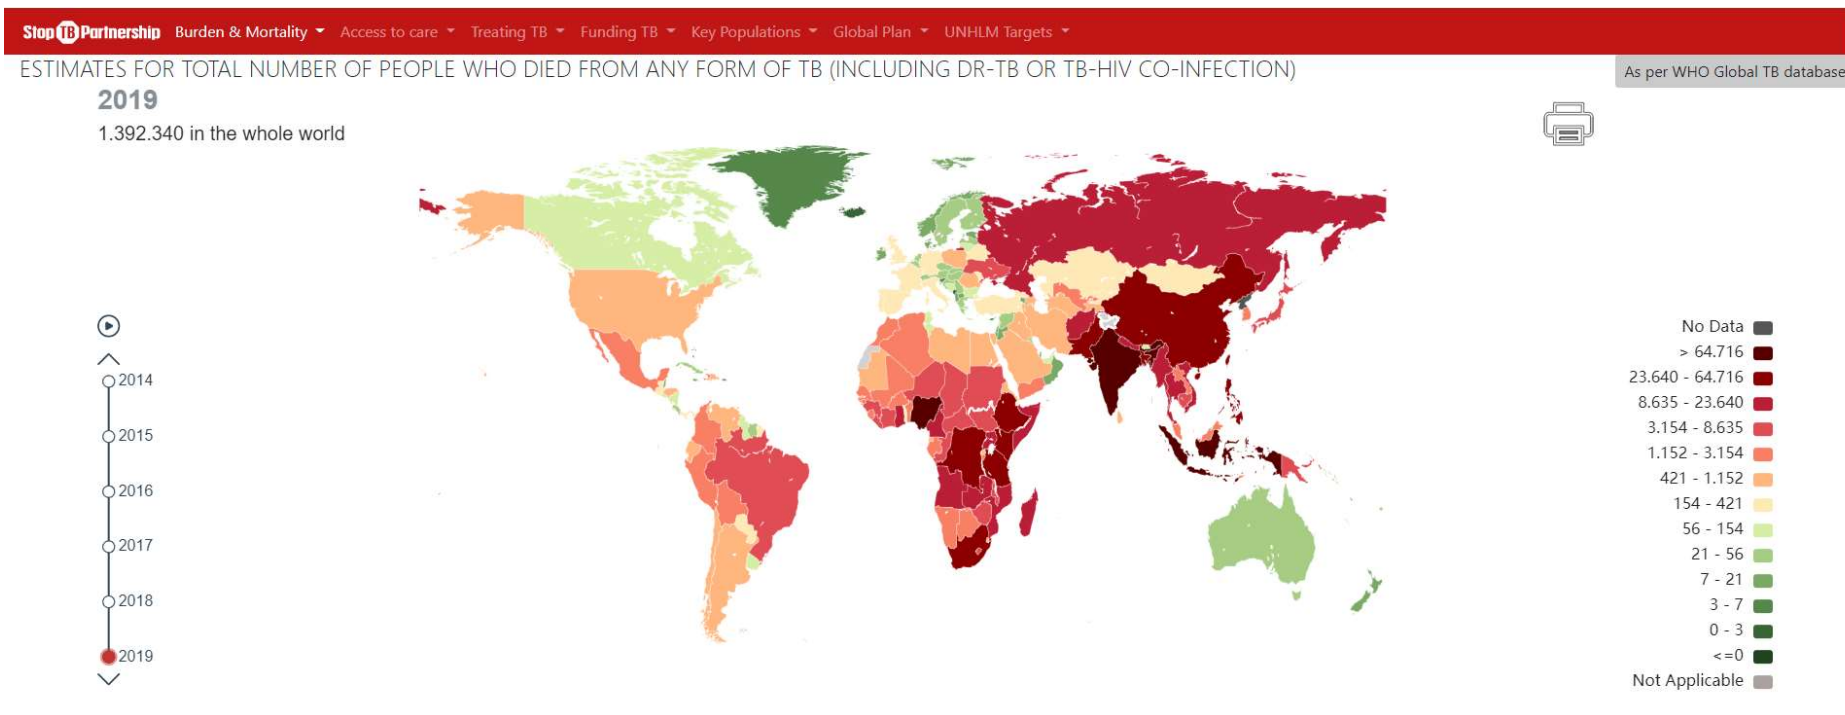 Stop TB Partnership Burden & Mortality Access to care Treating TB Funding TB Key Populations Global Plan UNHLM Targets
ESTIMATES FOR TOTAL NUMBER OF PEOPLE WHO DIED FROM ANY FORM OF TB (INCLUDING DR-TB OR TB-HIV CO-INFECTION)
As per WHO Global TB database
2019
1.392.340 in the whole world
2014
2015
2016
2017
2018
2019
No Data
> 64.716
23.640 - 64.716
8.635 - 23.640
3.154 - 8.635
1.152 - 3.154
421 - 1.152
154 - 421
56 - 154
21 - 56
7 - 21
3 - 7
0 - 3
<=0
Not Applicable